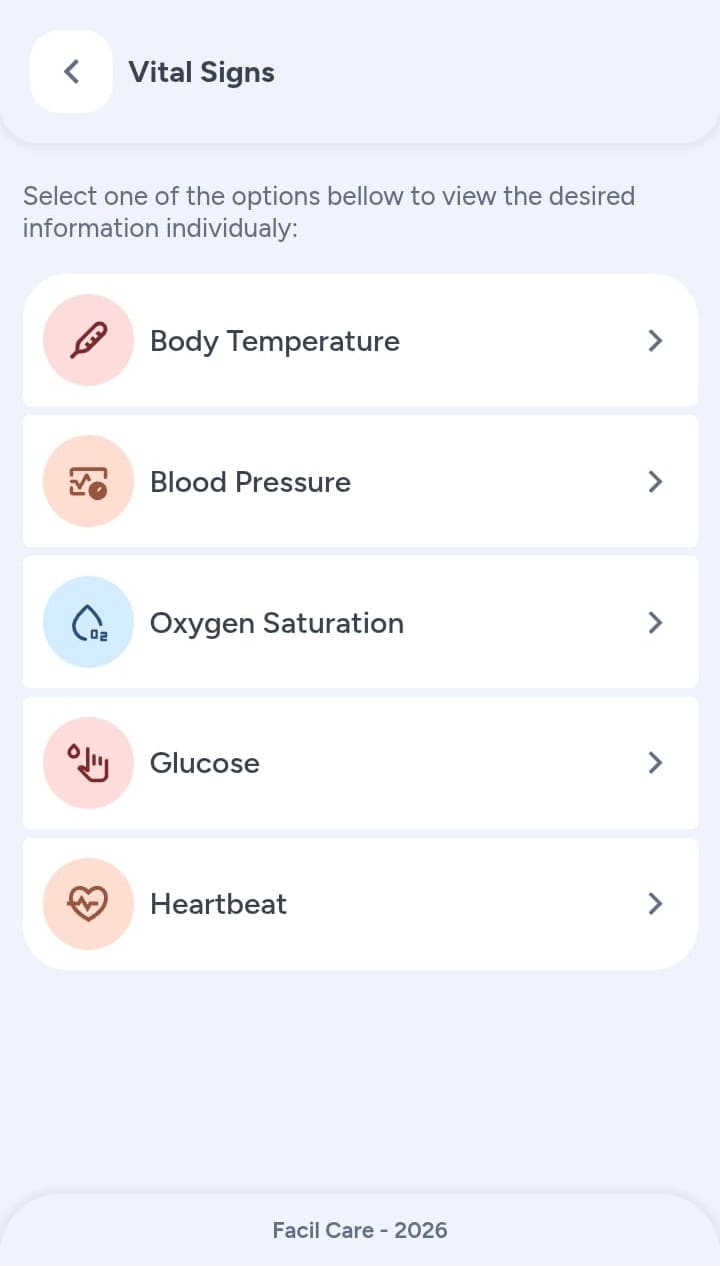 Vital Signs
Select one of the options bellow to view the desired
information individualy:
Body Temperature
Blood Pressure
O2
Oxygen Saturation
Glucose
Heartbeat
Facil Care - 2026